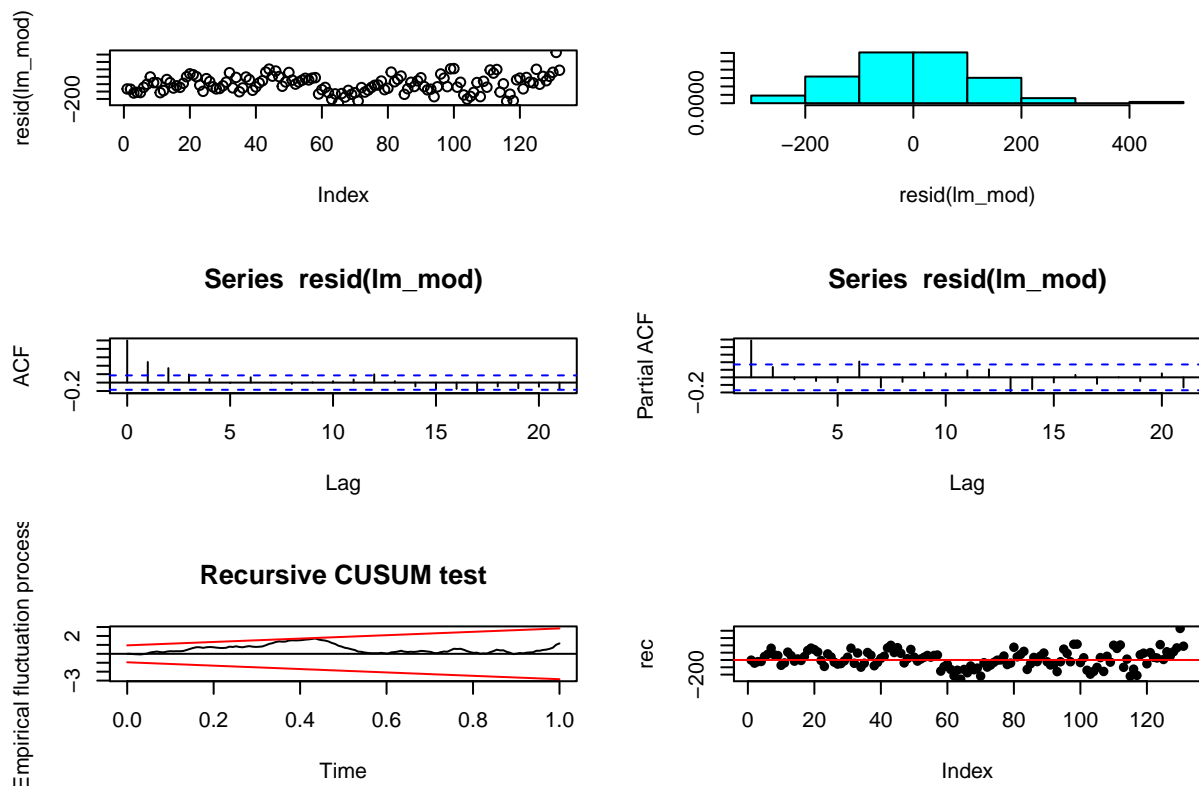 resid(lm_mod)
−200
0 20 40 60 80 100 120
Index
0.0000
−200 0 200 400
resid(lm_mod)
Series resid(lm_mod)
ACF
−0.2
0 5 10 15 20
Lag
Series resid(lm_mod)
Partial ACF
−0.2
5 10 15 20
Lag
Recursive CUSUM test
Empirical fluctuation process
2
−3
0.0 0.2 0.4 0.6 0.8 1.0
Time
rec
−200
0 20 40 60 80 100 120
Index